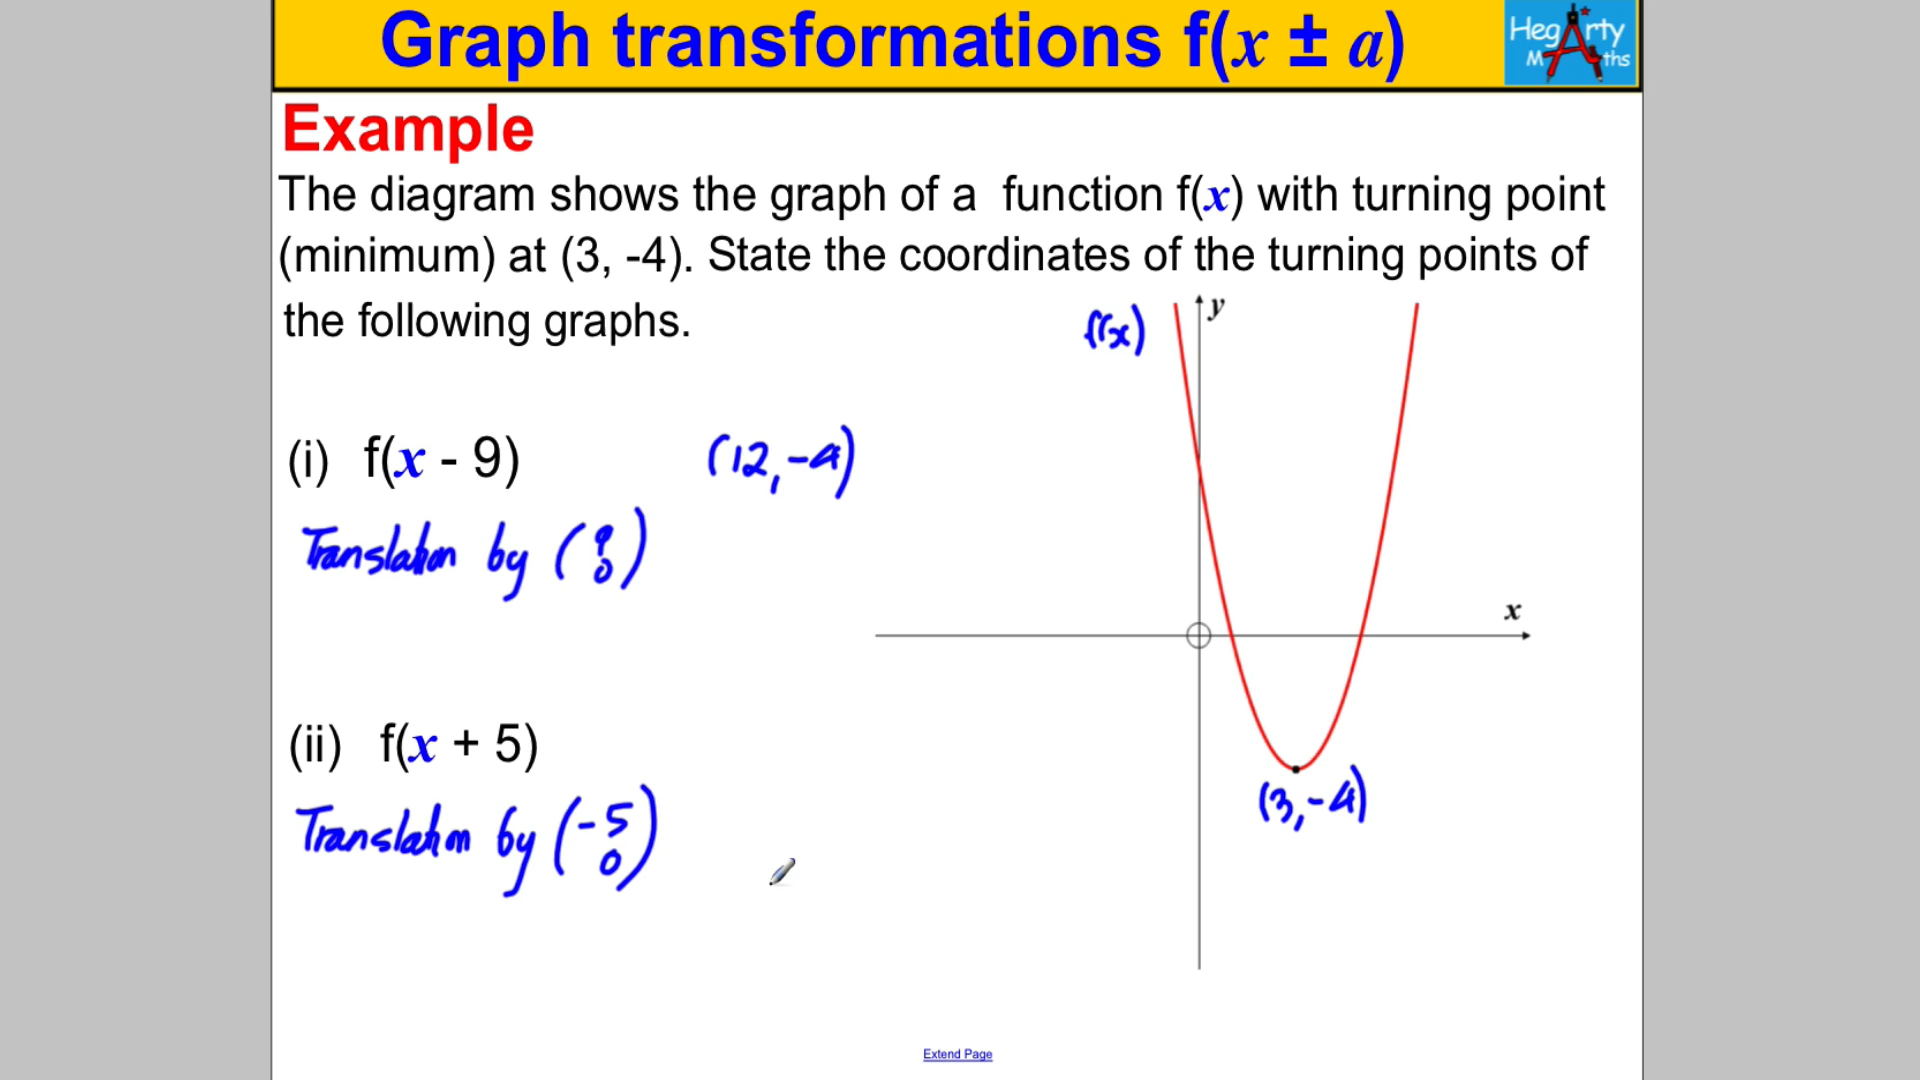 Graph transformations f(x ± a)
HegArty
MAths
Example
The diagram shows the graph of a function f(x) with turning point
(minimum) at (3, -4). State the coordinates of the turning points of
the following graphs.
f(x)
y
(i) f(x - 9)
(12,-4)
Translation by (9
0)
x
(ii) f(x + 5)
Translation by (-5
0)
(3,-4)
Extend Page